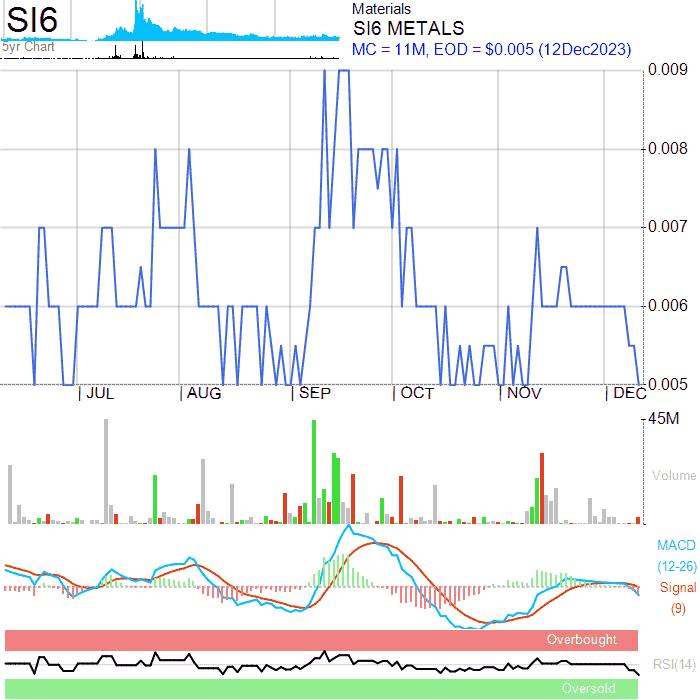 SI6
5yr Chart
Materials
SI6 METALS
MC = 11M, EOD = $0.005 (12Dec2023)
0.009
0.008
0.007
0.006
0.005
JUL AUG SEP OCT NOV DEC
45M
Volume
MACD
(12-26)
Signal
(9)
Overbought
RSI(14)
Oversold